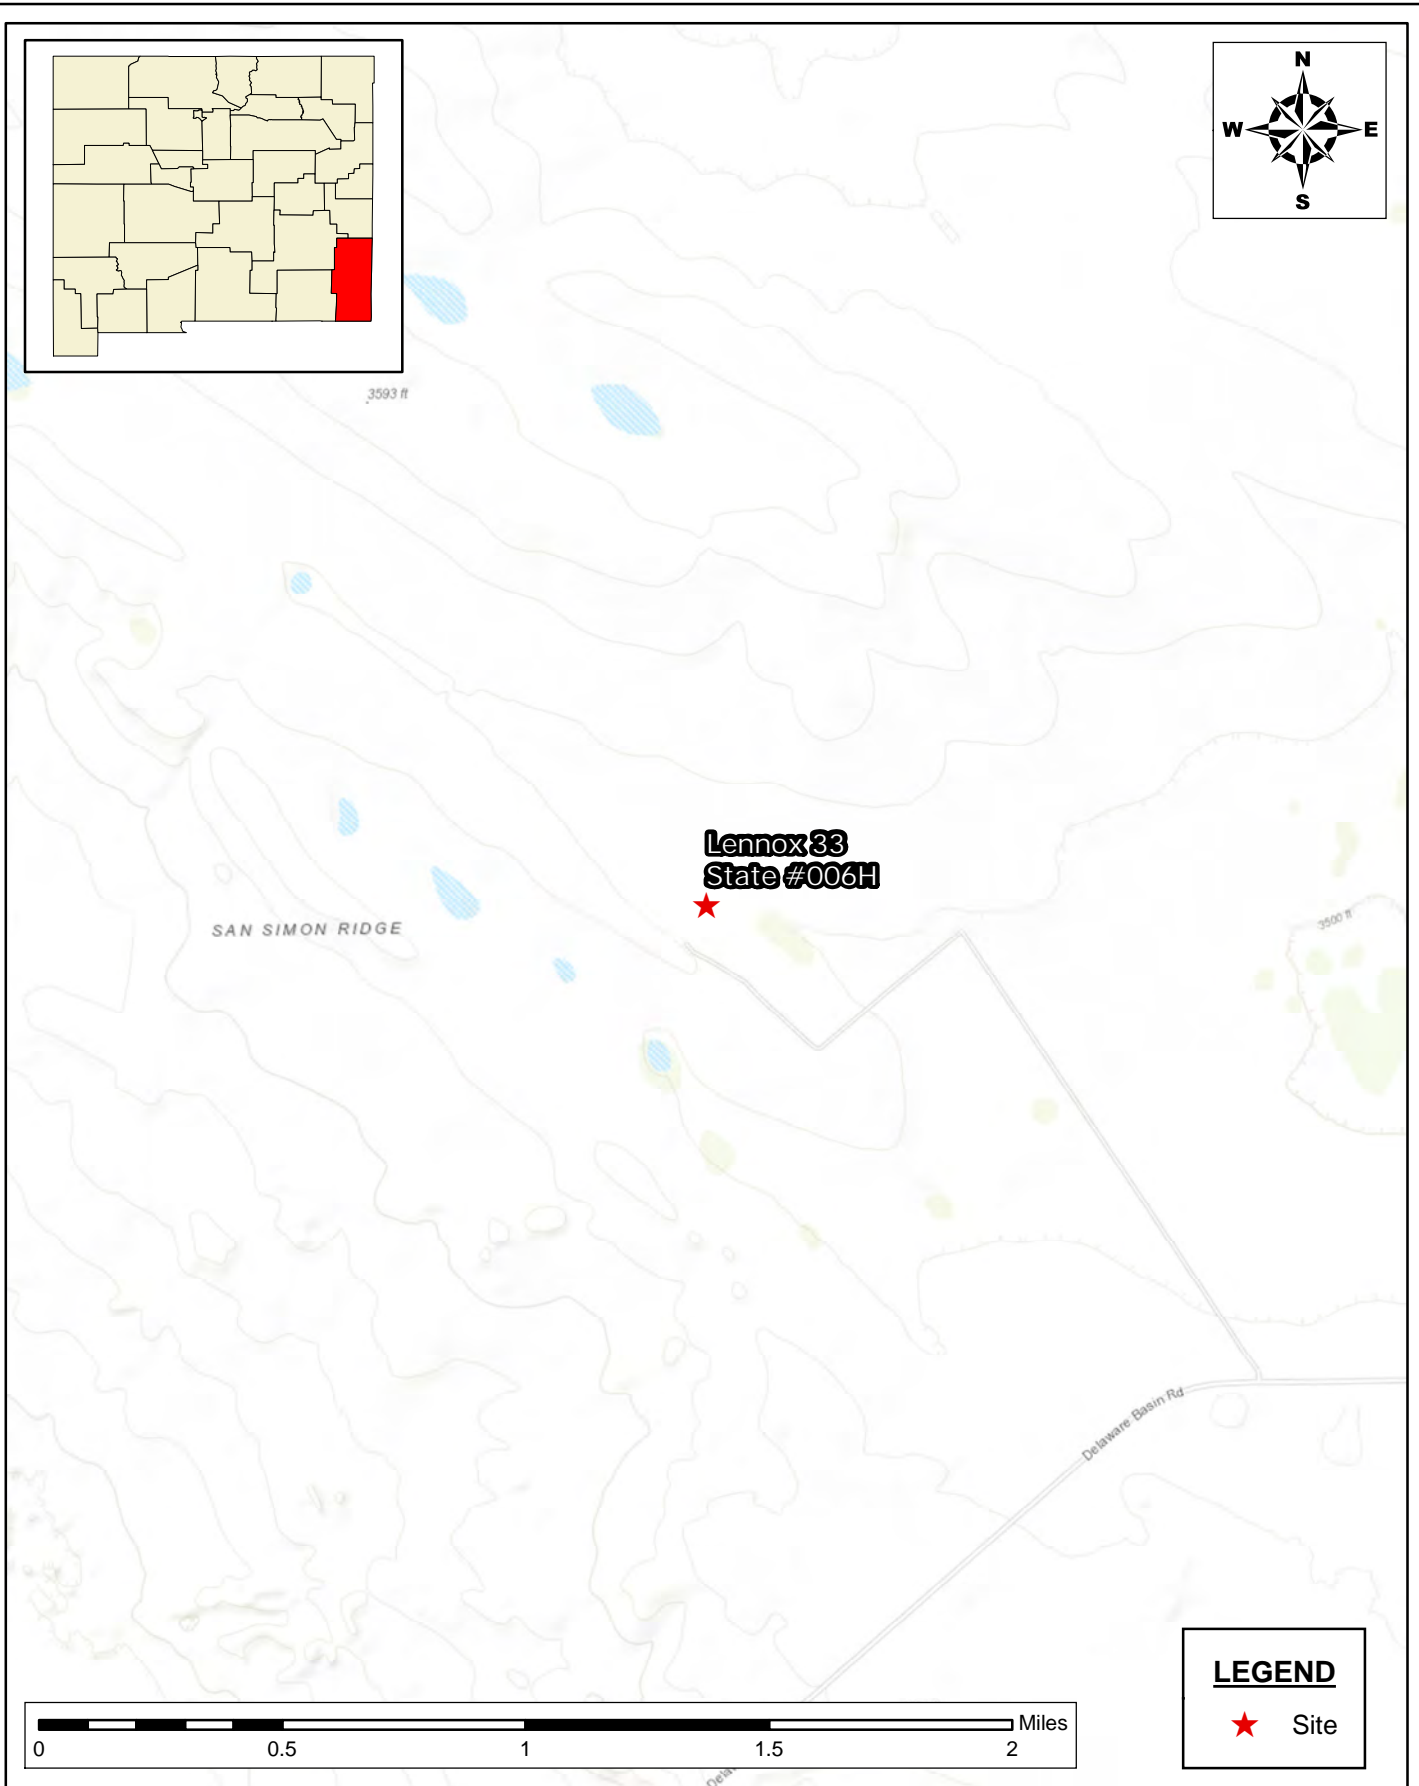 N
W E
S
3593 ft
Lennox 33
State #006H
SAN SIMON RIDGE
3500 ft
Delaware Basin Rd
LEGEND
Site
Miles
0 0.5 1 1.5 2